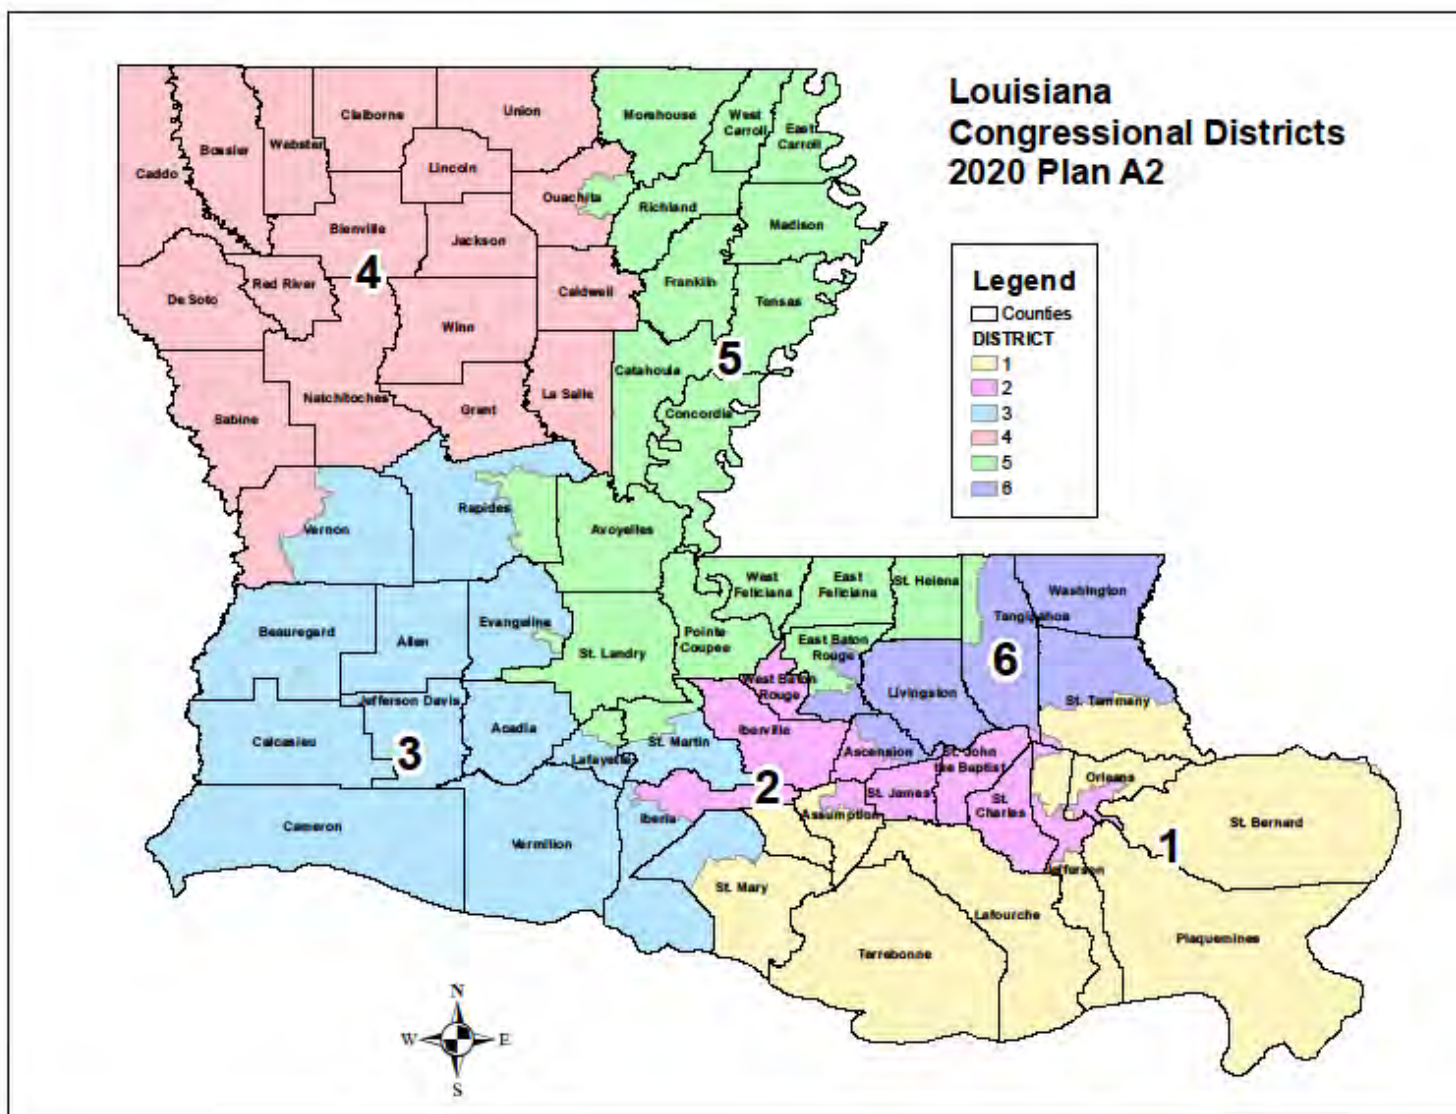 Louisiana
Congressional Districts
2020 Plan A2
Legend
Counties
DISTRICT
1
2
3
4
5
6
Caddo
Bossier
Webster
Claiborne
Union
Lincoln
Morehouse
West
Carroll
East
Carroll
Ouachita
Richland
Madison
Bienville
Jackson
4
De Soto
Red River
Caldwell
Franklin
Tensas
Winn
5
Catahoula
Natchitoches
Grant
La Salle
Concordia
Sabine
Vernon
Rapides
Avoyelles
West
Feliciana
East
Feliciana
St. Helena
Tangipahoa
Washington
Beauregard
Allen
Evangeline
St. Landry
Pointe
Coupee
East Baton
Rouge
6
West Baton
Rouge
Livingston
St. Tammany
Jefferson Davis
Calcasieu
Acadia
3
Lafayette
St. Martin
Iberville
Ascension
St. John
the Baptist
2
St. James
St.
Charles
Orleans
Cameron
Vermilion
Iberia
Assumption
St. Bernard
1
St. Mary
Jefferson
Lafourche
Terrebonne
Plaquemines
N
W
E
S